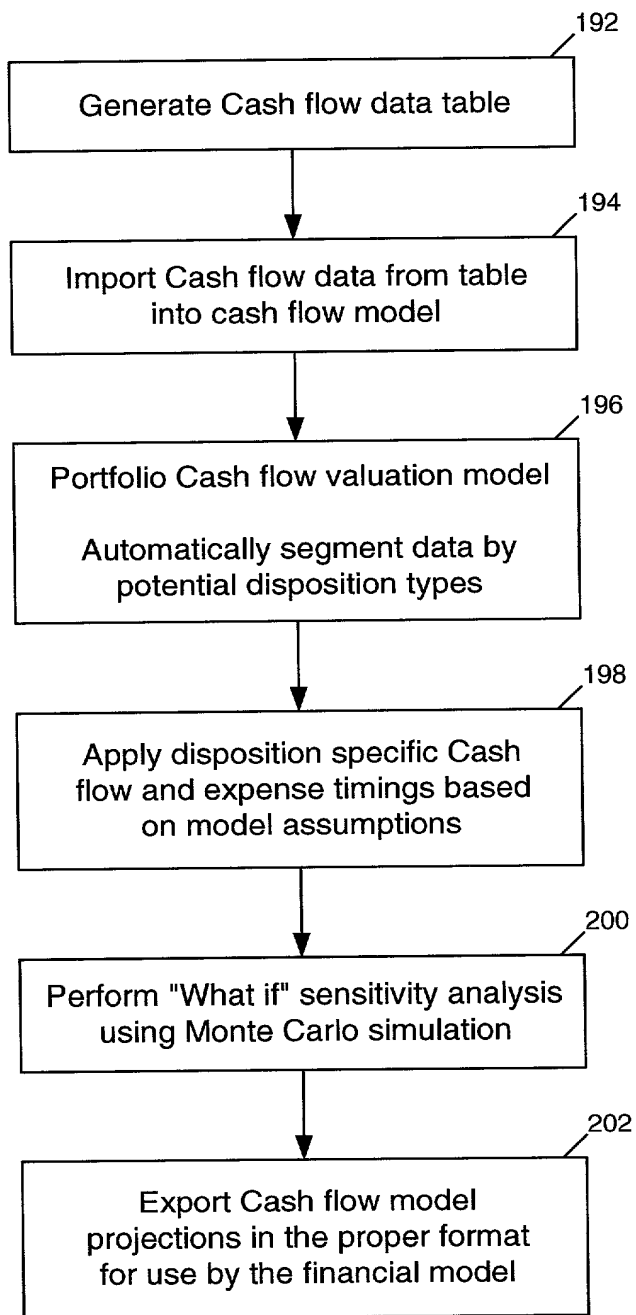 192
Generate Cash flow data table
194
Import Cash flow data from table
into cash flow model
196
Portfolio Cash flow valuation model
Automatically segment data by
potential disposition types
198
Apply disposition specific Cash
flow and expense timings based
on model assumptions
200
Perform "What if" sensitivity analysis
using Monte Carlo simulation
202
Export Cash flow model
projections in the proper format
for use by the financial model